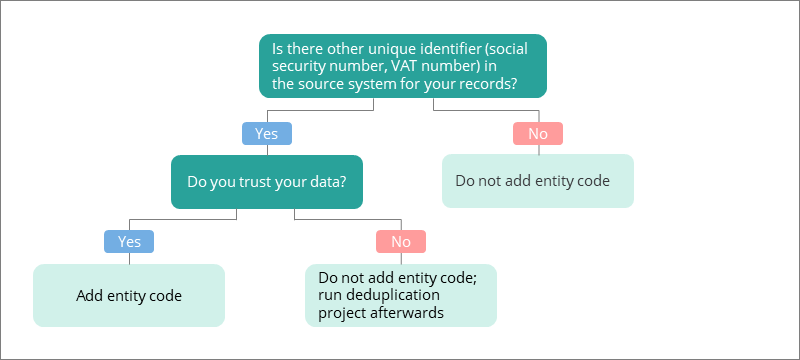 Is there other unique identifier (social
security number, VAT number) in
the source system for your records?
Yes
No
Do you trust your data?
Do not add entity code
Yes
No
Add entity code
Do not add entity code;
run deduplication
project afterwards